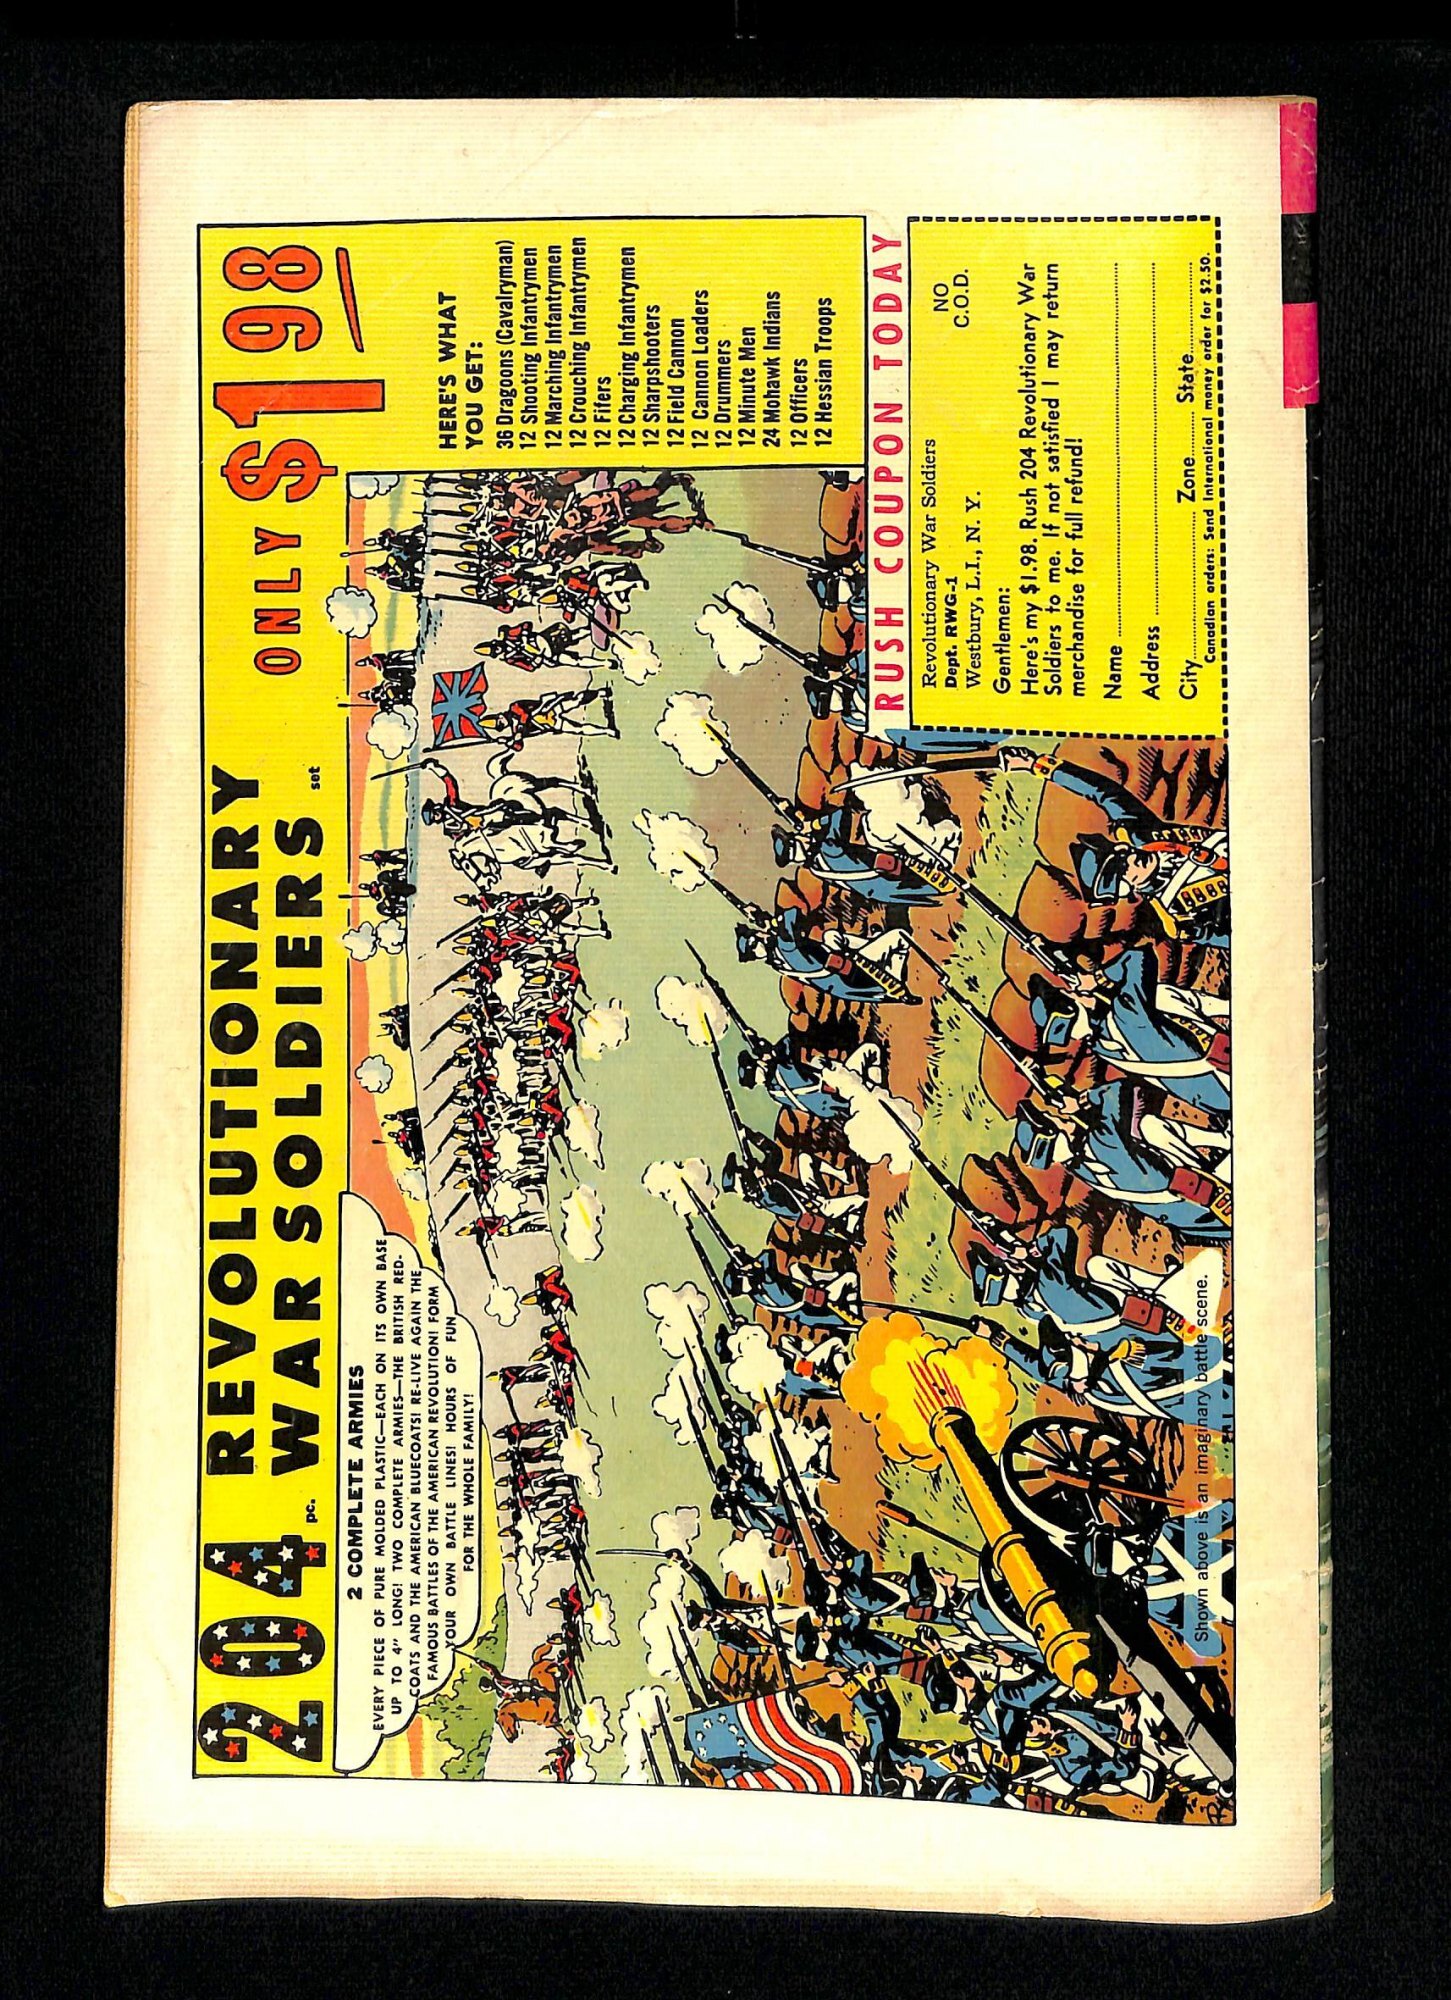 204 pc. REVOLUTIONARY
WAR SOLDIERS set
ONLY $1 98
2 COMPLETE ARMIES
EVERY PIECE OF PURE MOLDED PLASTIC—EACH ON ITS OWN BASE
UP TO 4" LONG! TWO COMPLETE ARMIES—THE BRITISH RED-
COATS AND THE AMERICAN BLUECOATS! RE-LIVE AGAIN THE
FAMOUS BATTLES OF THE AMERICAN REVOLUTION! FORM
YOUR OWN BATTLE LINES! HOURS OF FUN
FOR THE WHOLE FAMILY!
HERE'S WHAT
YOU GET:
36 Dragoons (Cavalryman)
12 Shooting Infantrymen
12 Marching Infantrymen
12 Crouching Infantrymen
12 Fifers
12 Charging Infantrymen
12 Sharpshooters
12 Field Cannon
12 Cannon Loaders
12 Drummers
12 Minute Men
24 Mohawk Indians
12 Officers
12 Hessian Troops
RUSH COUPON TODAY
Revolutionary War Soldiers
Dept. RWG-1
Westbury, L.I., N. Y.
NO
C.O.D.
Gentlemen:
Here's my $1.98. Rush 204 Revolutionary War
Soldiers to me. If not satisfied I may return
merchandise for full refund!
Name
Address
City Zone State
Canadian orders: Send International money order for $2.50.
Shown above is an imaginary battle scene.